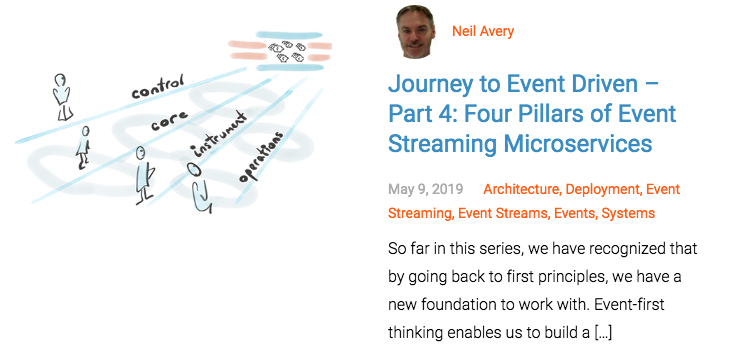 control
core
instrument
operations
Neil Avery
Journey to Event Driven –
Part 4: Four Pillars of Event
Streaming Microservices
May 9, 2019 Architecture, Deployment, Event
Streaming, Event Streams, Events, Systems
So far in this series, we have recognized that
by going back to first principles, we have a
new foundation to work with. Event-first
thinking enables us to build a [...]